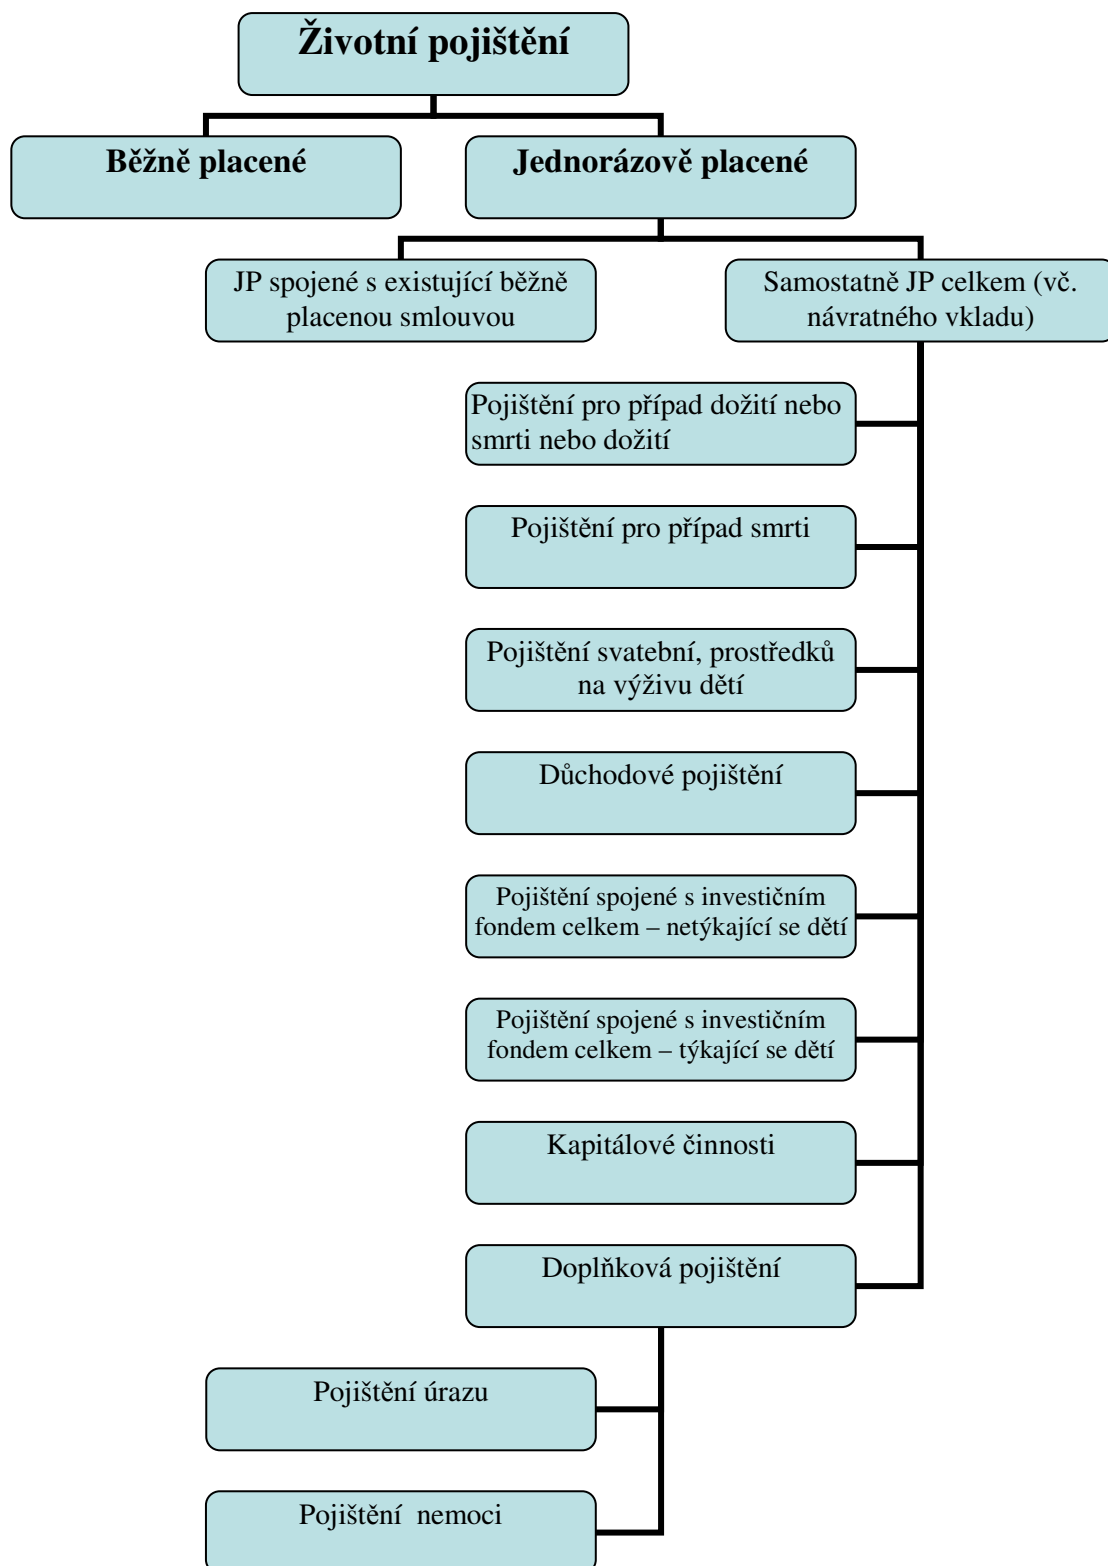 Životní pojištění
Běžně placené
Jednorázově placené
JP spojené s existující běžně
placenou smlouvou
Samostatně JP celkem (vč.
návratného vkladu)
Pojištění pro případ dožití nebo
smrti nebo dožití
Pojištění pro případ smrti
Pojištění svatební, prostředků
na výživu dětí
Důchodové pojištění
Pojištění spojené s investičním
fondem celkem – netýkající se dětí
Pojištění spojené s investičním
fondem celkem – týkající se dětí
Kapitálové činnosti
Doplňková pojištění
Pojištění úrazu
Pojištění  nemoci